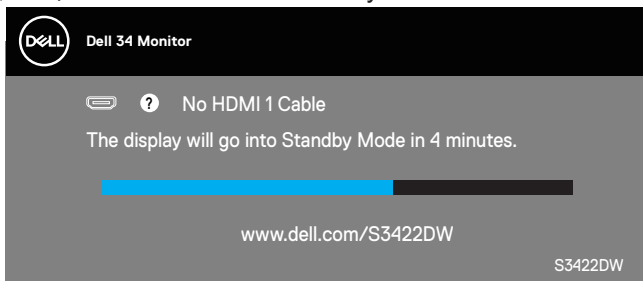 DELL
Dell 34 Monitor
? No HDMI 1 Cable
The display will go into Standby Mode in 4 minutes.
www.dell.com/S3422DW
S3422DW